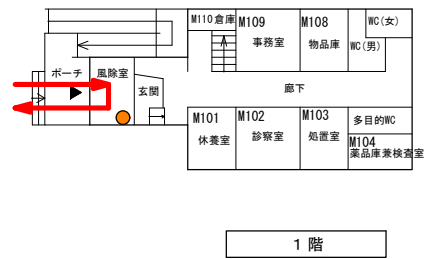 M110倉庫
M109
事務室
M108
物品庫
WC(女)
WC(男)
ポーチ
風除室
玄関
廊下
M101
休養室
M102
診察室
M103
処置室
多目的WC
M104
薬品庫兼検査室
1階